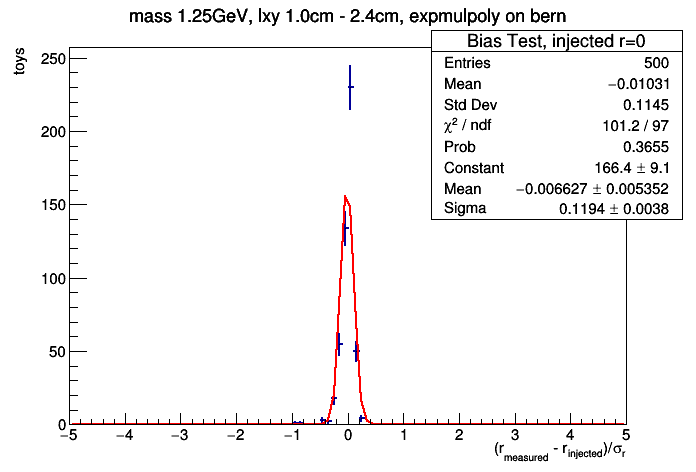 mass 1.25GeV, lxy 1.0cm - 2.4cm, expmulpoly on bern
Bias Test, injected r=0
Entries 500
Mean −0.01031
Std Dev 0.1145
χ² / ndf 101.2 / 97
Prob 0.3655
Constant 166.4 ± 9.1
Mean −0.006627 ± 0.005352
Sigma 0.1194 ± 0.0038
toys
250
200
150
100
50
0
−5 −4 −3 −2 −1 0 1 2 3 4 5
(r_measured - r_injected)/σ_r